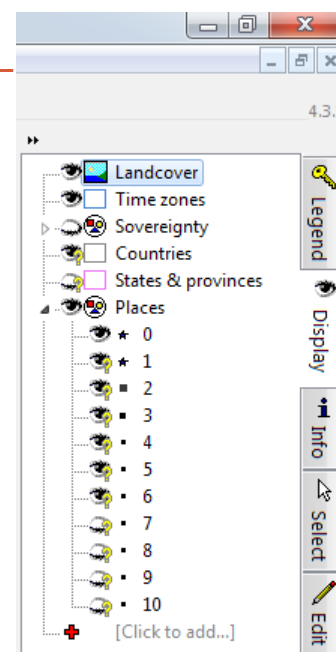 4.3.
Landcover
Time zones
Sovereignty
Countries
States & provinces
Places
0
1
2
3
4
5
6
7
8
9
10
[Click to add...]
Legend
Display
Info
Select
Edit